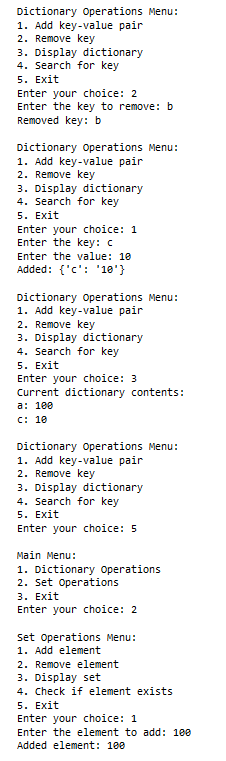 Dictionary Operations Menu:
1. Add key-value pair
2. Remove key
3. Display dictionary
4. Search for key
5. Exit
Enter your choice: 2
Enter the key to remove: b
Removed key: b

Dictionary Operations Menu:
1. Add key-value pair
2. Remove key
3. Display dictionary
4. Search for key
5. Exit
Enter your choice: 1
Enter the key: c
Enter the value: 10
Added: {'c': '10'}

Dictionary Operations Menu:
1. Add key-value pair
2. Remove key
3. Display dictionary
4. Search for key
5. Exit
Enter your choice: 3
Current dictionary contents:
a: 100
c: 10

Dictionary Operations Menu:
1. Add key-value pair
2. Remove key
3. Display dictionary
4. Search for key
5. Exit
Enter your choice: 5

Main Menu:
1. Dictionary Operations
2. Set Operations
3. Exit
Enter your choice: 2

Set Operations Menu:
1. Add element
2. Remove element
3. Display set
4. Check if element exists
5. Exit
Enter your choice: 1
Enter the element to add: 100
Added element: 100